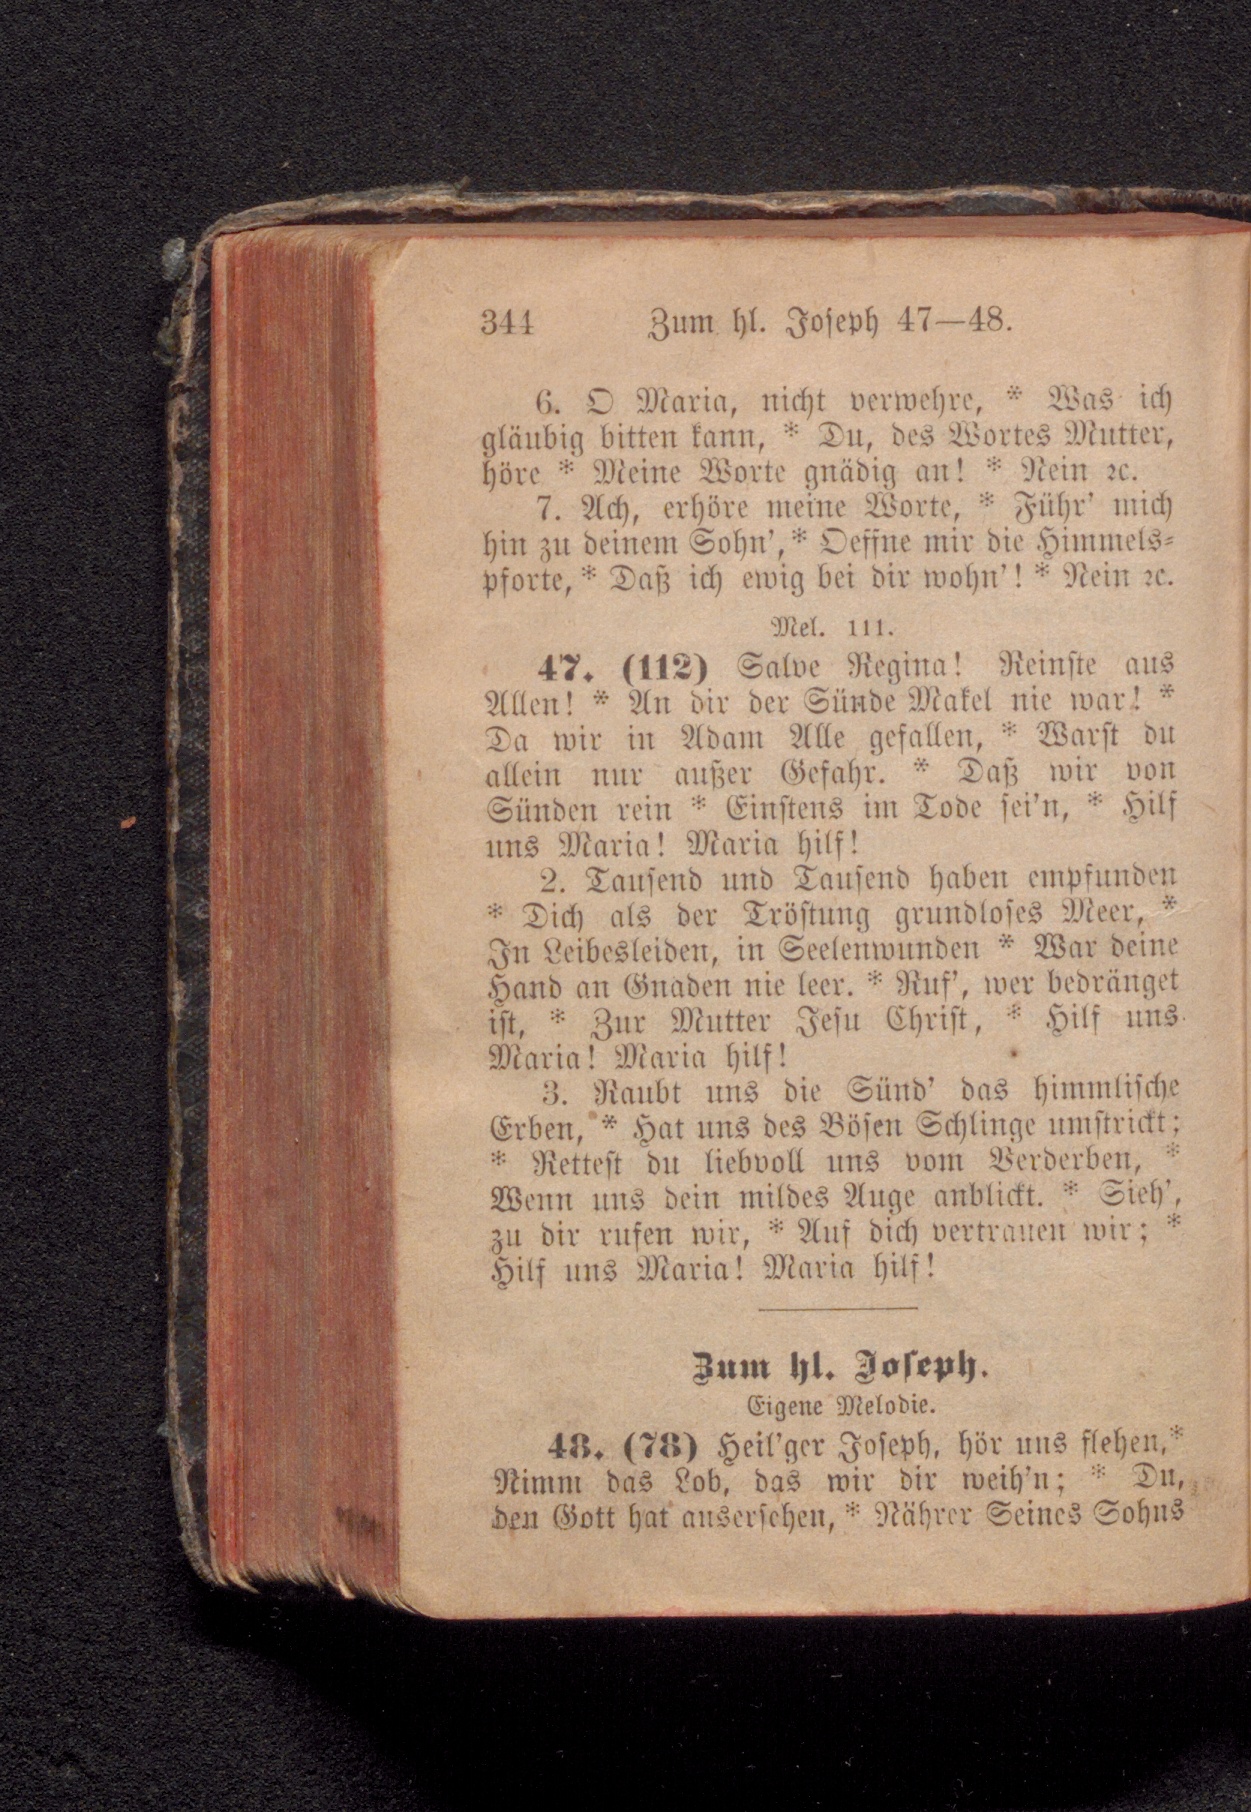 344 Zum hl. Joseph 47—48.
6. O Maria, nicht verwehre, * Was ich
gläubig bitten kann, * Du, des Wortes Mutter,
höre * Meine Worte gnädig an! * Nein ꝛc.
7. Ach, erhöre meine Worte, * Führ' mich
hin zu deinem Sohn', * Oeffne mir die Himmels-
pforte, * Daß ich ewig bei dir wohn'! * Nein ꝛc.
Mel. 111.
47. (112) Salve Regina! Reinste aus
Allen! * An dir der Sünde Makel nie war! *
Da wir in Adam Alle gefallen, * Warst du
allein nur außer Gefahr. * Daß wir von
Sünden rein * Einstens im Tode sei'n, * Hilf
uns Maria! Maria hilf!
2. Tausend und Tausend haben empfunden
* Dich als der Tröstung grundloses Meer, *
In Leibesleiden, in Seelenwunden * War deine
Hand an Gnaden nie leer. * Ruf', wer bedränget
ist, * Zur Mutter Jesu Christ, * Hilf uns
Maria! Maria hilf!
3. Raubt uns die Sünd' das himmlische
Erben, * Hat uns des Bösen Schlinge umstrickt;
* Rettest du liebvoll uns vom Verderben, *
Wenn uns dein mildes Auge anblickt. * Sieh',
zu dir rufen wir, * Auf dich vertrauen wir; *
Hilf uns Maria! Maria hilf!
Zum hl. Joseph.
Eigene Melodie.
48. (78) Heil'ger Joseph, hör uns flehen, *
Nimm das Lob, das wir dir weih'n; * Du,
den Gott hat ausersehen, * Nährer Seines Sohns